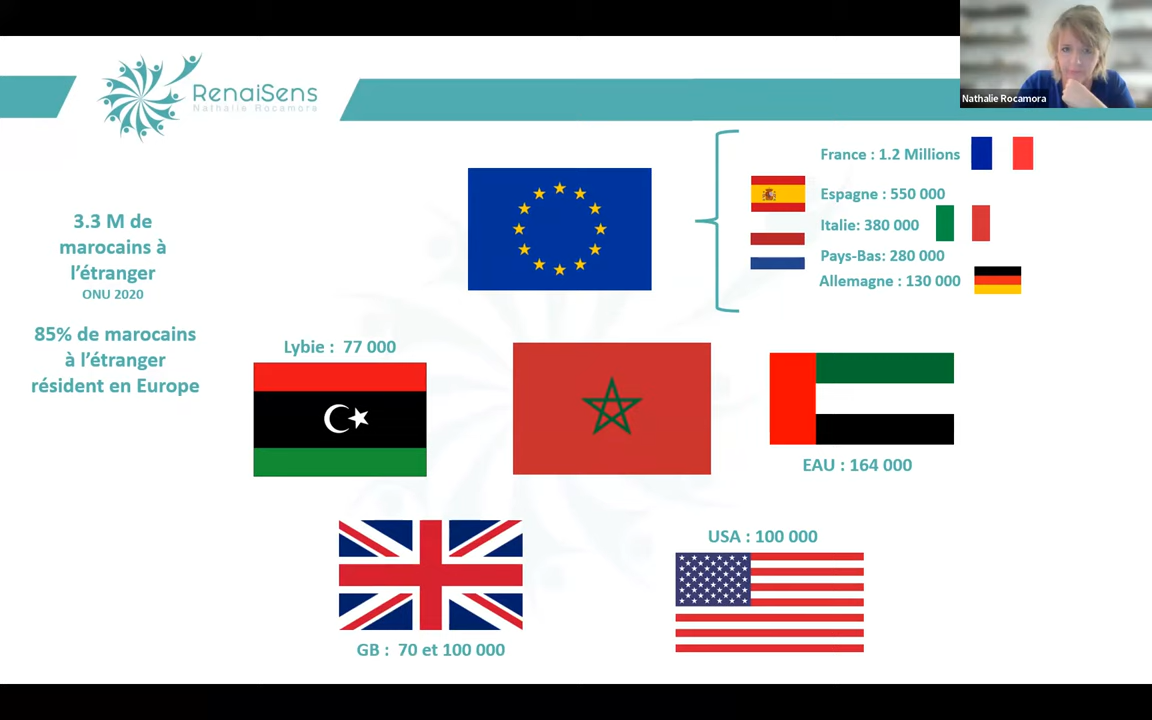 RenaiSens
Nathalie Rocamora
Nathalie Rocamora
3.3 M de
marocains à
l'étranger
ONU 2020
85% de marocains
à l'étranger
résident en Europe
France : 1.2 Millions
Espagne : 550 000
Italie: 380 000
Pays-Bas: 280 000
Allemagne : 130 000
Lybie : 77 000
EAU : 164 000
USA : 100 000
GB : 70 et 100 000